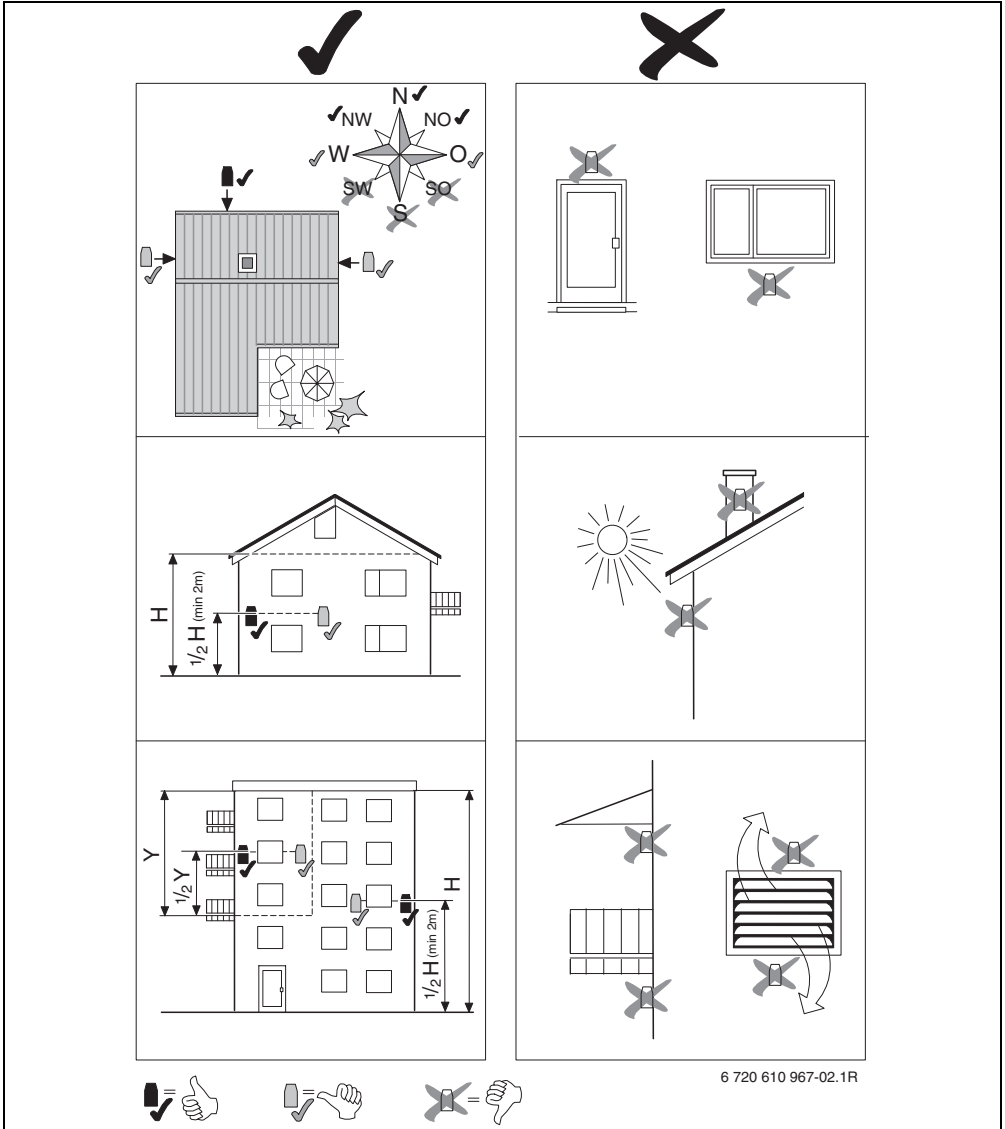 N
NW
NO
W
O
SW
SO
S
H
1/2 H (min 2m)
Y
1/2 Y
H
1/2 H (min 2m)
=
=
=
6 720 610 967-02.1R